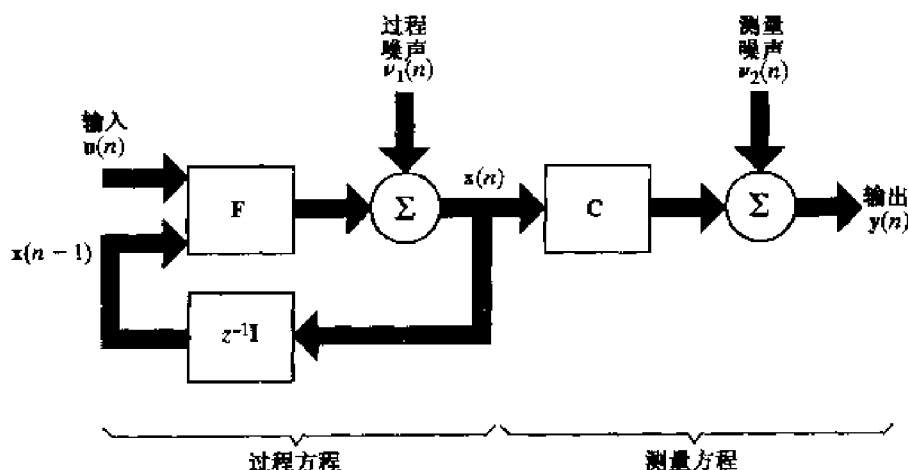 过程
噪声
ν₁(n)
测量
噪声
ν₂(n)
输入
u(n)
F
Σ
x(n)
C
Σ
输出
y(n)
x(n − 1)
z⁻¹I
过程方程
测量方程